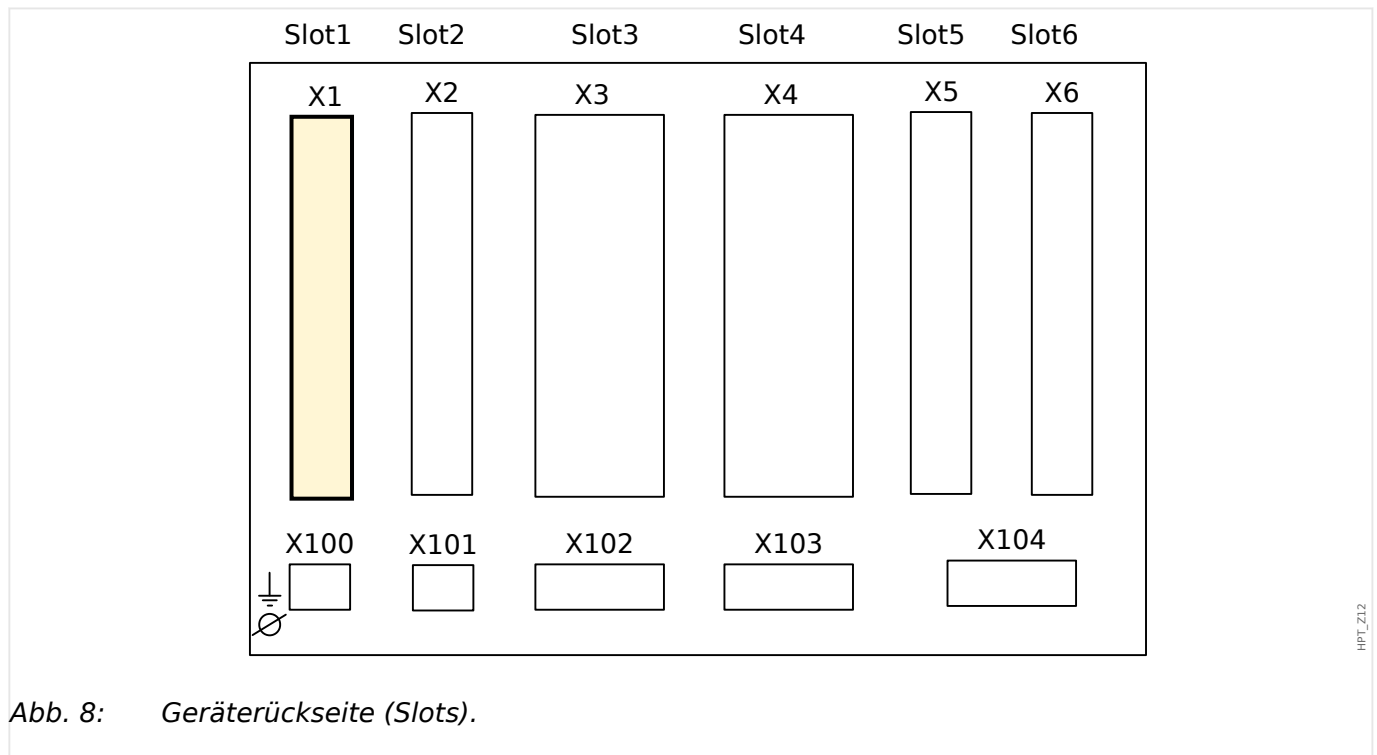 Slot1 Slot2 Slot3 Slot4 Slot5 Slot6
X1 X2 X3 X4 X5 X6
X100 X101 X102 X103 X104
HPT_Z12
Abb. 8: Geräterückseite (Slots).